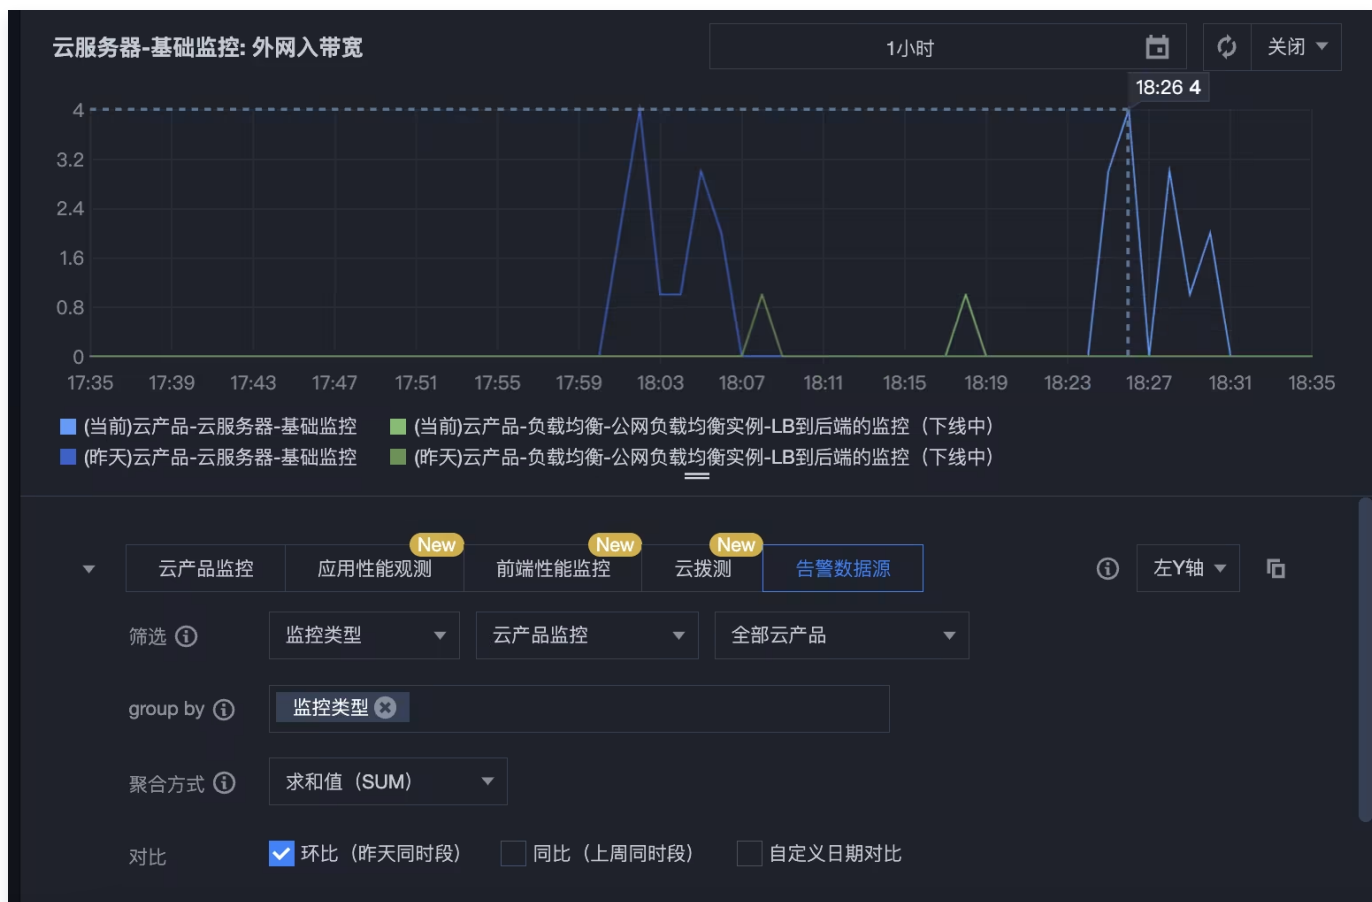 云服务器-基础监控: 外网入带宽
1小时
关闭
18:26 4
4
3.2
2.4
1.6
0.8
0
17:35 17:39 17:43 17:47 17:51 17:55 17:59 18:03 18:07 18:11 18:15 18:19 18:23 18:27 18:31 18:35
(当前)云产品-云服务器-基础监控 (当前)云产品-负载均衡-公网负载均衡实例-LB到后端的监控（下线中）
(昨天)云产品-云服务器-基础监控 (昨天)云产品-负载均衡-公网负载均衡实例-LB到后端的监控（下线中）
New New New
云产品监控 应用性能观测 前端性能监控 云拨测 告警数据源 左Y轴
筛选 监控类型 云产品监控 全部云产品
group by 监控类型
聚合方式 求和值（SUM）
对比 环比（昨天同时段） 同比（上周同时段） 自定义日期对比